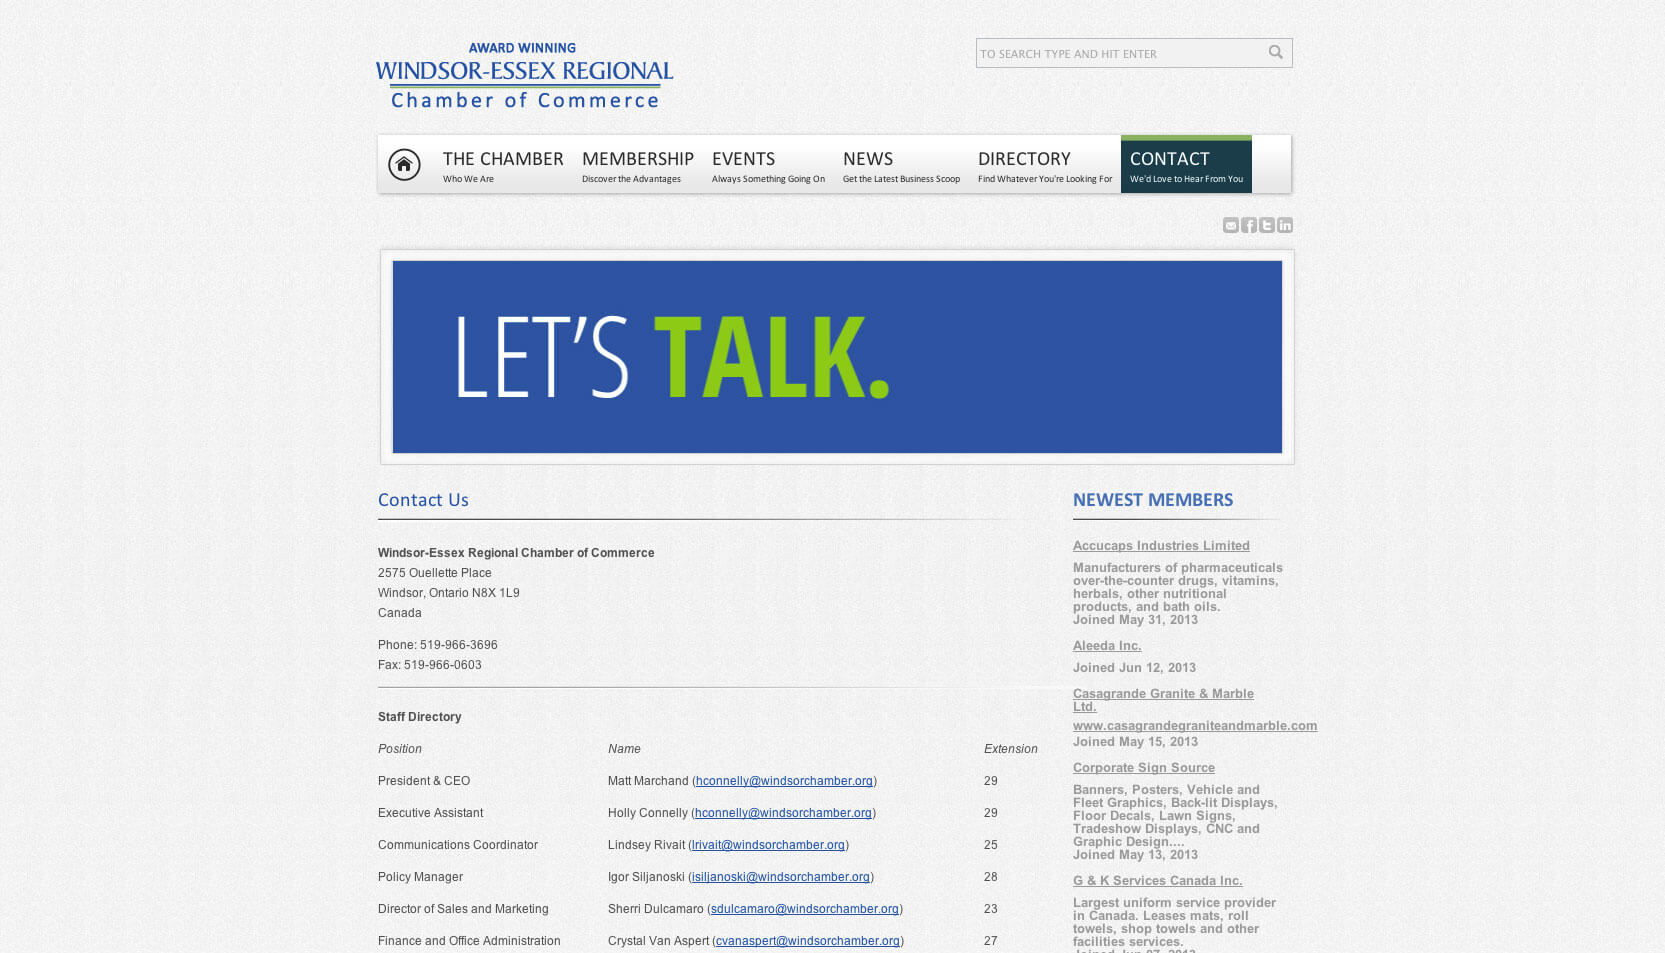 AWARD WINNING
WINDSOR-ESSEX REGIONAL
Chamber of Commerce
TO SEARCH TYPE AND HIT ENTER
THE CHAMBER
Who We Are
MEMBERSHIP
Discover the Advantages
EVENTS
Always Something Going On
NEWS
Get the Latest Business Scoop
DIRECTORY
Find Whatever You're Looking For
CONTACT
We'd Love to Hear From You
LET'S TALK.
Contact Us
Windsor-Essex Regional Chamber of Commerce
2575 Ouellette Place
Windsor, Ontario N8X 1L9
Canada
Phone: 519-966-3696
Fax: 519-966-0603
Staff Directory
Position Name Extension
President & CEO Matt Marchand (hconnelly@windsorchamber.org) 29
Executive Assistant Holly Connelly (hconnelly@windsorchamber.org) 29
Communications Coordinator Lindsey Rivait (lrivait@windsorchamber.org) 25
Policy Manager Igor Siljanoski (isiljanoski@windsorchamber.org) 28
Director of Sales and Marketing Sherri Dulcamaro (sdulcamaro@windsorchamber.org) 23
Finance and Office Administration Crystal Van Aspert (cvanaspert@windsorchamber.org) 27
NEWEST MEMBERS
Accucaps Industries Limited
Manufacturers of pharmaceuticals
over-the-counter drugs, vitamins,
herbals, other nutritional
products, and bath oils.
Joined May 31, 2013
Aleeda Inc.
Joined Jun 12, 2013
Casagrande Granite & Marble
Ltd.
www.casagrandegraniteandmarble.com
Joined May 15, 2013
Corporate Sign Source
Banners, Posters, Vehicle and
Fleet Graphics, Back-lit Displays,
Floor Decals, Lawn Signs,
Tradeshow Displays, CNC and
Graphic Design....
Joined May 13, 2013
G & K Services Canada Inc.
Largest uniform service provider
in Canada. Leases mats, roll
towels, shop towels and other
facilities services.
Joined Jun 07, 2013